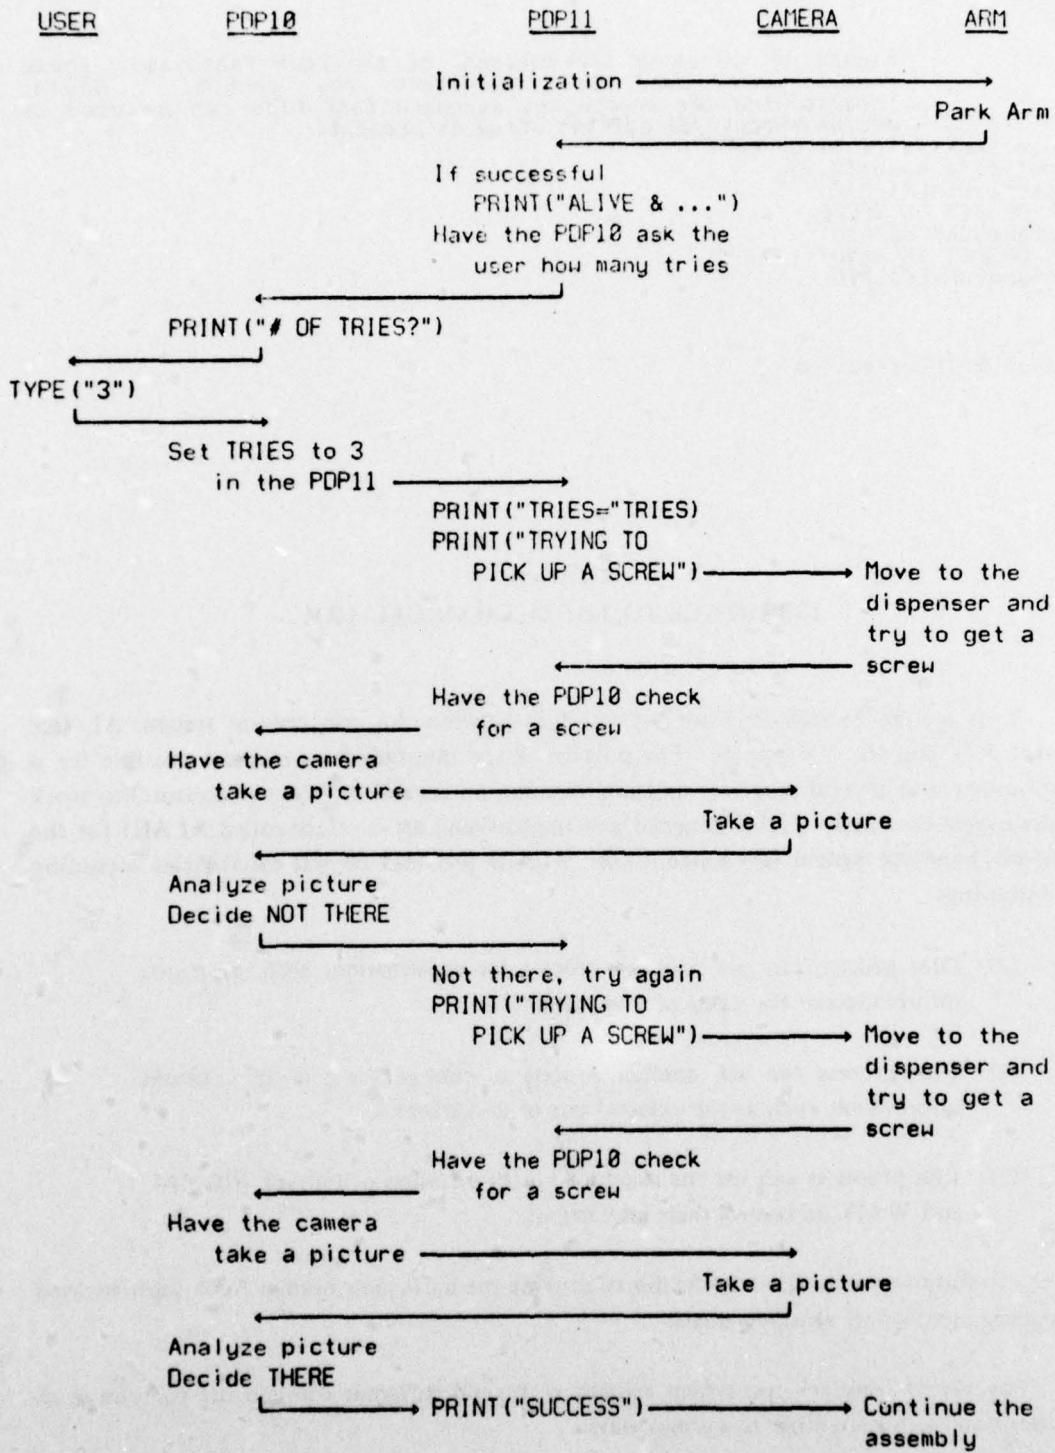 USER PDP10 PDP11 CAMERA ARM
Initialization
Park Arm
If successful
PRINT("ALIVE & ...")
Have the PDP10 ask the
user how many tries
PRINT("# OF TRIES?")
TYPE("3")
Set TRIES to 3
in the PDP11
PRINT("TRIES="TRIES)
PRINT("TRYING TO
PICK UP A SCREW") Move to the
dispenser and
try to get a
screw
Have the PDP10 check
for a screw
Have the camera
take a picture
Take a picture
Analyze picture
Decide NOT THERE
Not there, try again
PRINT("TRYING TO
PICK UP A SCREW") Move to the
dispenser and
try to get a
screw
Have the PDP10 check
for a screw
Have the camera
take a picture
Take a picture
Analyze picture
Decide THERE
PRINT("SUCCESS") Continue the
assembly